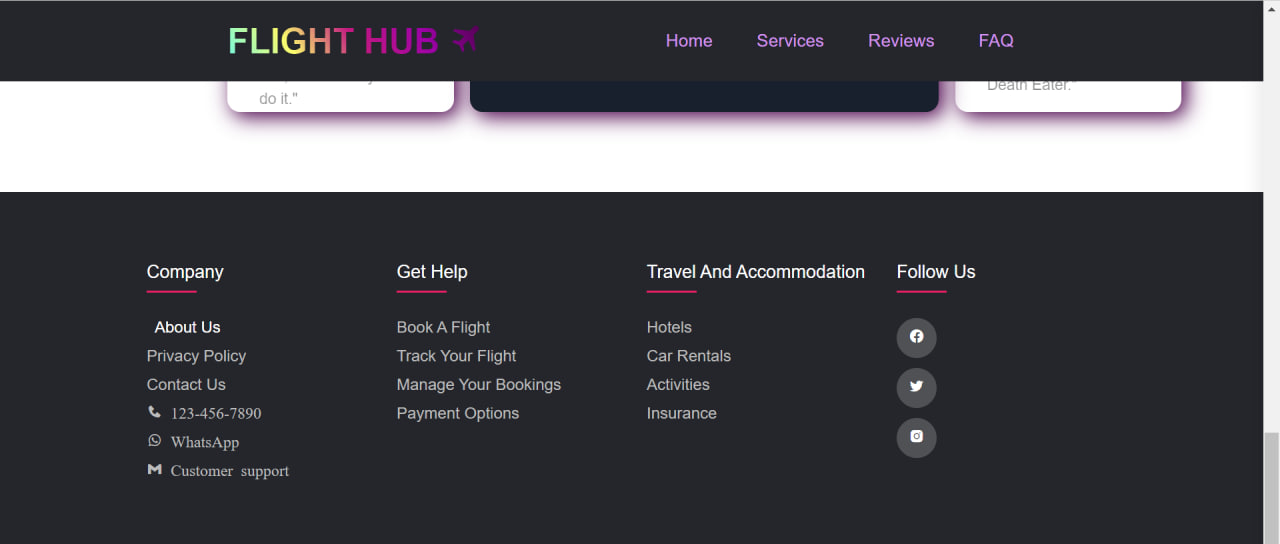 FLIGHT HUB
Home Services Reviews FAQ
do it."
Death Eater."
Company
About Us
Privacy Policy
Contact Us
123-456-7890
WhatsApp
Customer support
Get Help
Book A Flight
Track Your Flight
Manage Your Bookings
Payment Options
Travel And Accommodation
Hotels
Car Rentals
Activities
Insurance
Follow Us